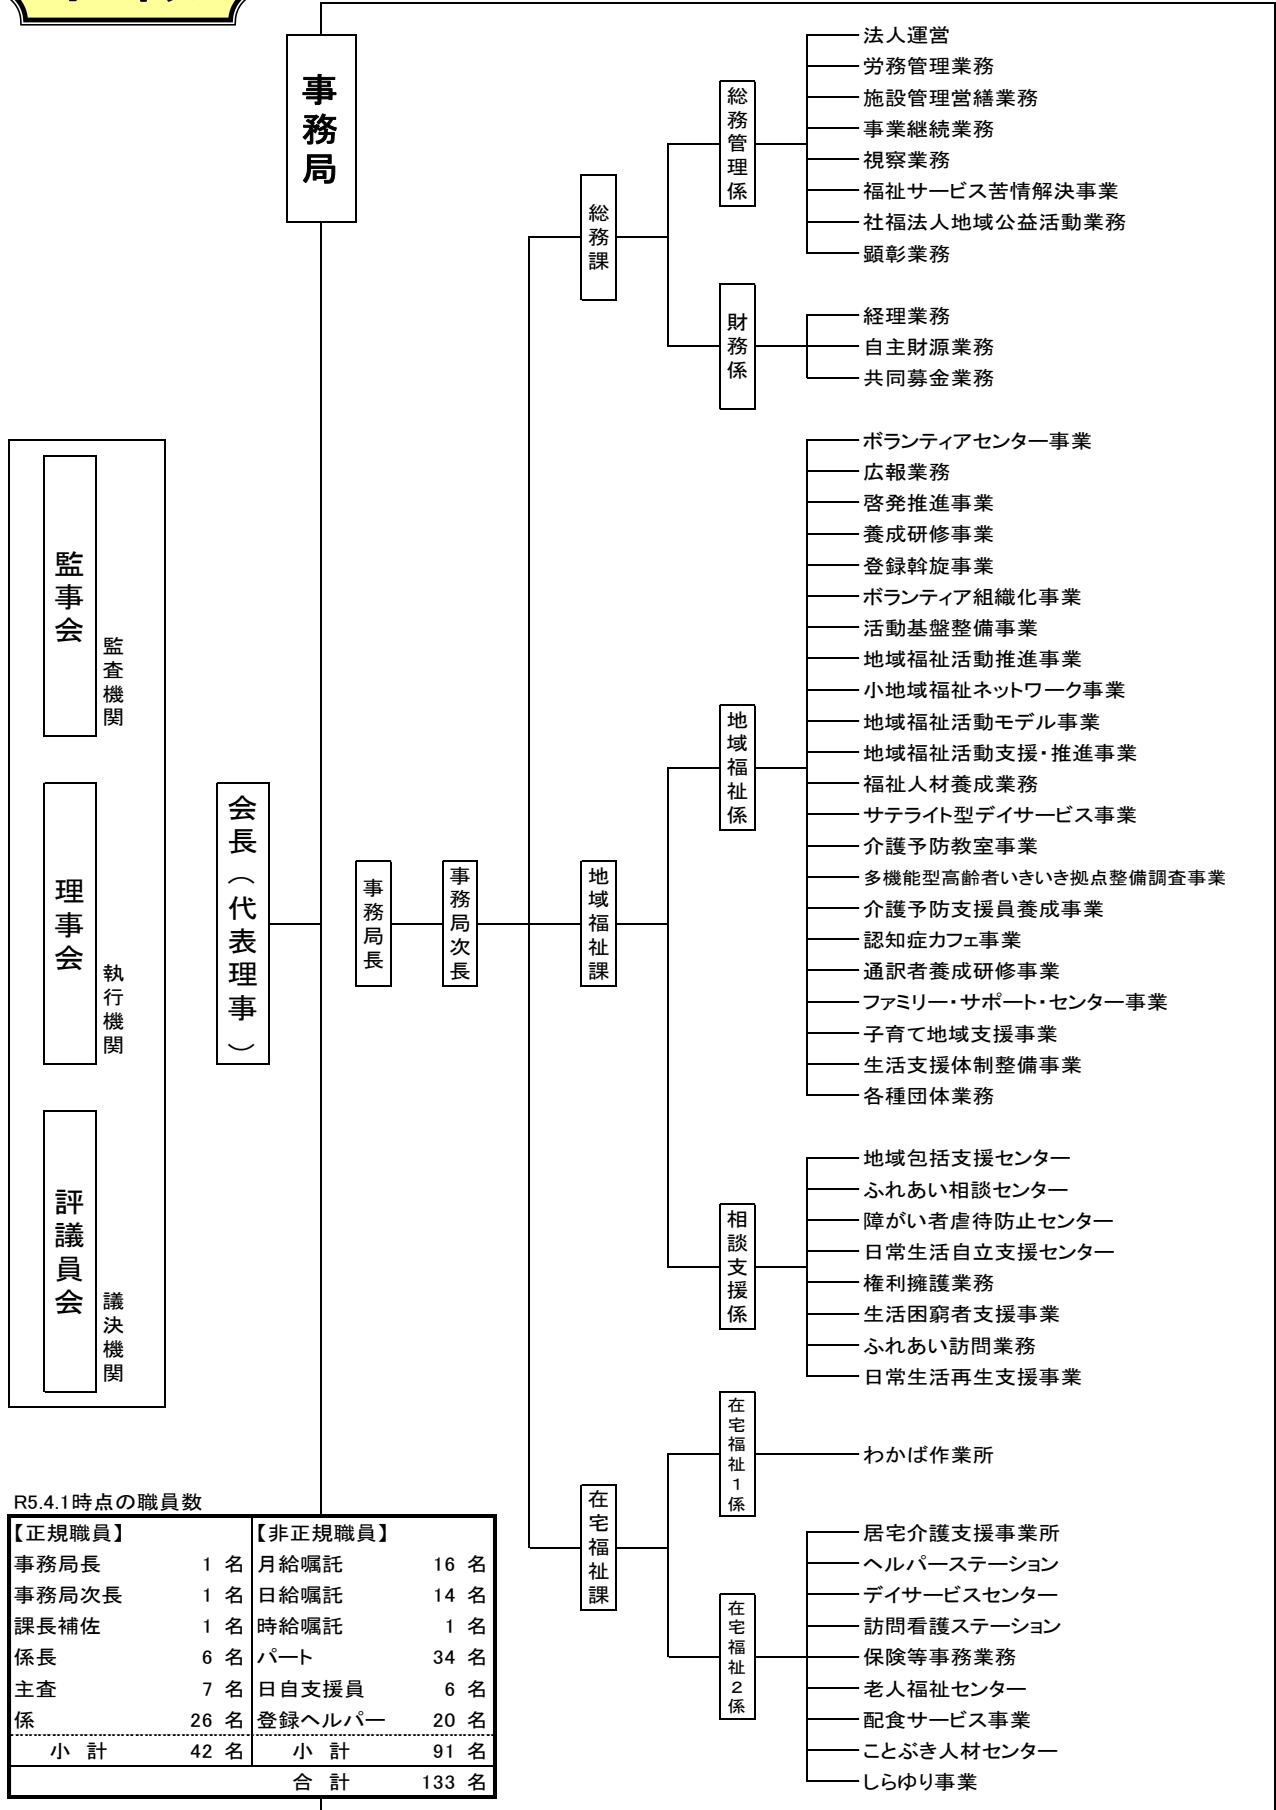 事務局
監事会
監査機関
理事会
執行機関
評議員会
議決機関
会長（代表理事）
事務局長
事務局次長
総務課
総務管理係
法人運営
労務管理業務
施設管理営繕業務
事業継続業務
視察業務
福祉サービス苦情解決事業
社福法人地域公益活動業務
顕彰業務
財務係
経理業務
自主財源業務
共同募金業務
地域福祉課
地域福祉係
ボランティアセンター事業
広報業務
啓発推進事業
養成研修事業
登録斡旋事業
ボランティア組織化事業
活動基盤整備事業
地域福祉活動推進事業
小地域福祉ネットワーク事業
地域福祉活動モデル事業
地域福祉活動支援・推進事業
福祉人材養成業務
サテライト型デイサービス事業
介護予防教室事業
多機能型高齢者いきいき拠点整備調査事業
介護予防支援員養成事業
認知症カフェ事業
通訳者養成研修事業
ファミリー・サポート・センター事業
子育て地域支援事業
生活支援体制整備事業
各種団体業務
相談支援係
地域包括支援センター
ふれあい相談センター
障がい者虐待防止センター
日常生活自立支援センター
権利擁護業務
生活困窮者支援事業
ふれあい訪問業務
日常生活再生支援事業
在宅福祉課
在宅福祉1係
わかば作業所
在宅福祉2係
居宅介護支援事業所
ヘルパーステーション
デイサービスセンター
訪問看護ステーション
保険等事務業務
老人福祉センター
配食サービス事業
ことぶき人材センター
しらゆり事業
R5.4.1時点の職員数
【正規職員】 【非正規職員】
事務局長 1 名 月給嘱託 16 名
事務局次長 1 名 日給嘱託 14 名
課長補佐 1 名 時給嘱託 1 名
係長 6 名 パート 34 名
主査 7 名 日自支援員 6 名
係 26 名 登録ヘルパー 20 名
小 計 42 名 小 計 91 名
合 計 133 名